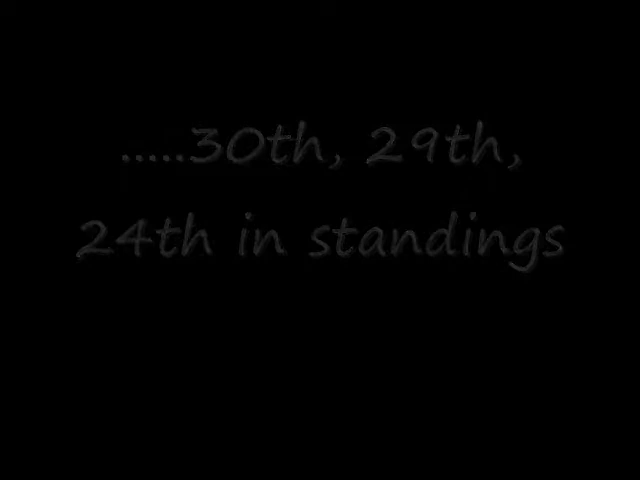 .....30th, 29th,
24th in standings